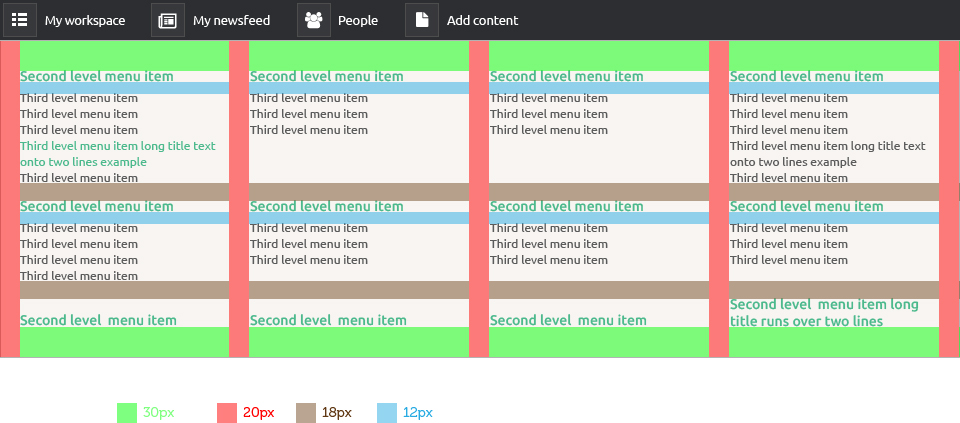 My workspace My newsfeed People Add content
Second level menu item Second level menu item Second level menu item Second level menu item
Third level menu item Third level menu item Third level menu item Third level menu item
Third level menu item Third level menu item Third level menu item Third level menu item
Third level menu item Third level menu item Third level menu item Third level menu item
Third level menu item long title text Third level menu item long title text
onto two lines example onto two lines example
Third level menu item Third level menu item
Second level menu item Second level menu item Second level menu item Second level menu item
Third level menu item Third level menu item Third level menu item Third level menu item
Third level menu item Third level menu item Third level menu item Third level menu item
Third level menu item Third level menu item Third level menu item Third level menu item
Third level menu item
Second level menu item long
Second level menu item Second level menu item Second level menu item title runs over two lines
30px 20px 18px 12px